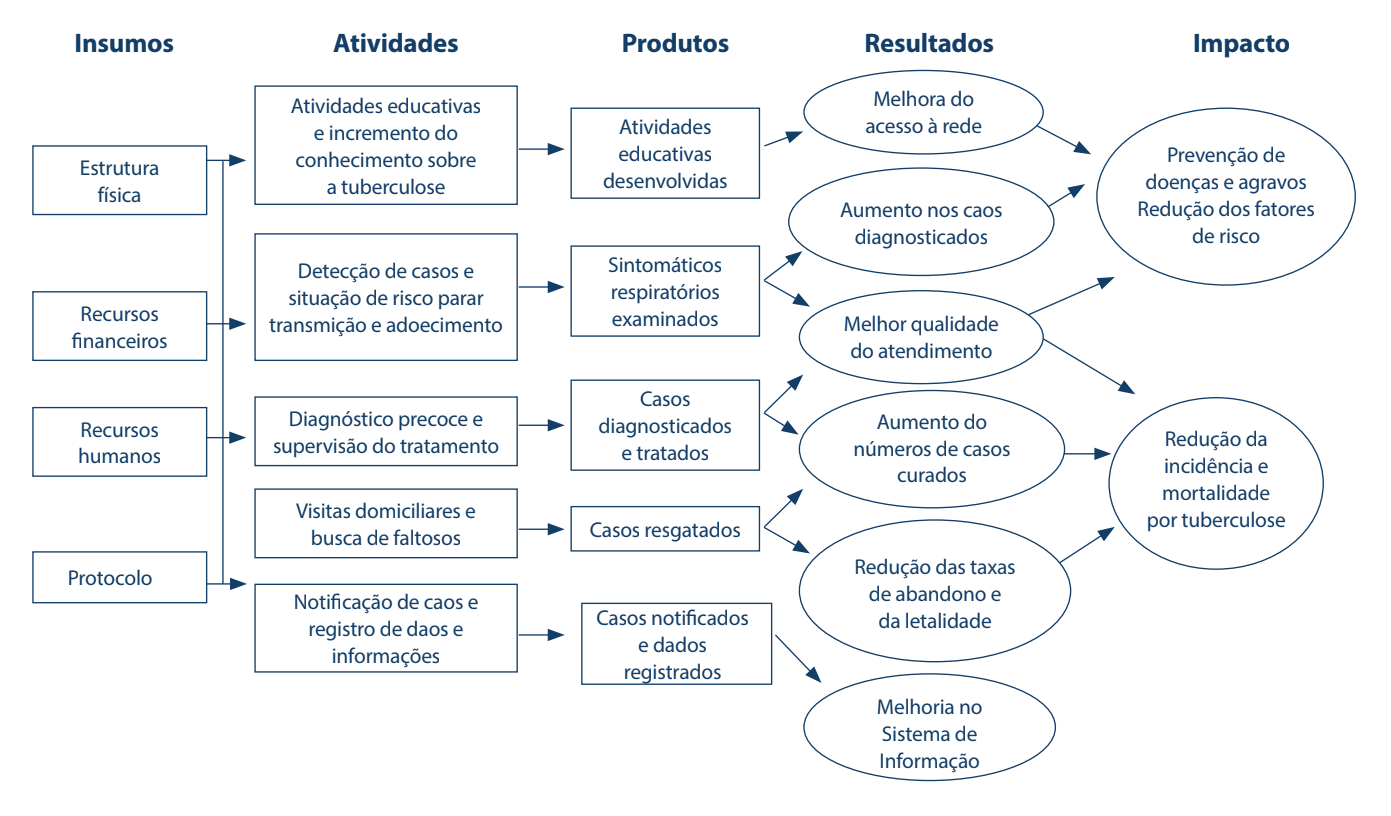 Insumos
Atividades
Produtos
Resultados
Impacto
Estrutura
física
Recursos
financeiros
Recursos
humanos
Protocolo
Atividades educativas
e incremento do
conhecimento sobre
a tuberculose
Detecção de casos e
situação de risco parar
transmição e adoecimento
Diagnóstico precoce e
supervisão do tratamento
Visitas domiciliares e
busca de faltosos
Notificação de caos e
registro de daos e
informações
Atividades
educativas
desenvolvidas
Sintomáticos
respiratórios
examinados
Casos
diagnosticados
e tratados
Casos resgatados
Casos notificados
e dados
registrados
Melhora do
acesso à rede
Aumento nos caos
diagnosticados
Melhor qualidade
do atendimento
Aumento do
números de casos
curados
Redução das taxas
de abandono e
da letalidade
Melhoria no
Sistema de
Informação
Prevenção de
doenças e agravos
Redução dos fatores
de risco
Redução da
incidência e
mortalidade
por tuberculose